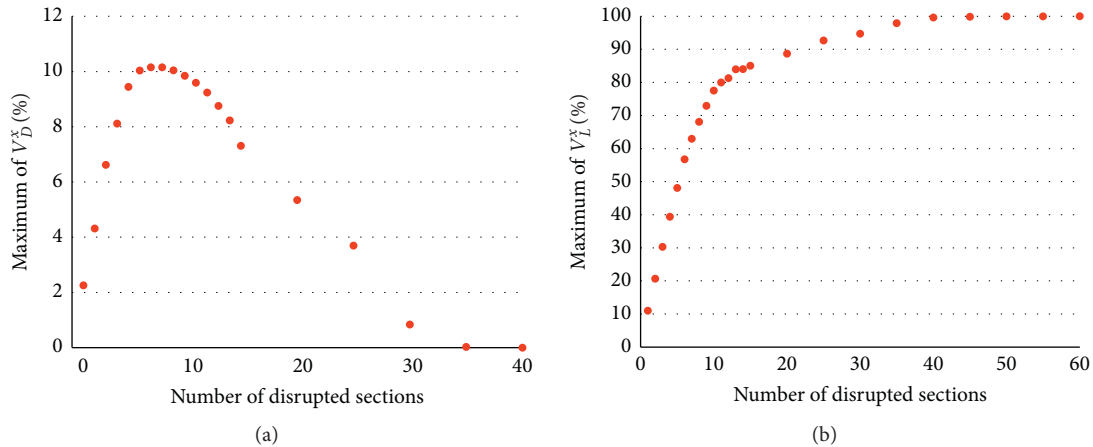 12
10
8
6
4
2
0
Maximum of V_D^x (%)
0 10 20 30 40
Number of disrupted sections
(a)
100
90
80
70
60
50
40
30
20
10
0
Maximum of V_L^x (%)
0 10 20 30 40 50 60
Number of disrupted sections
(b)